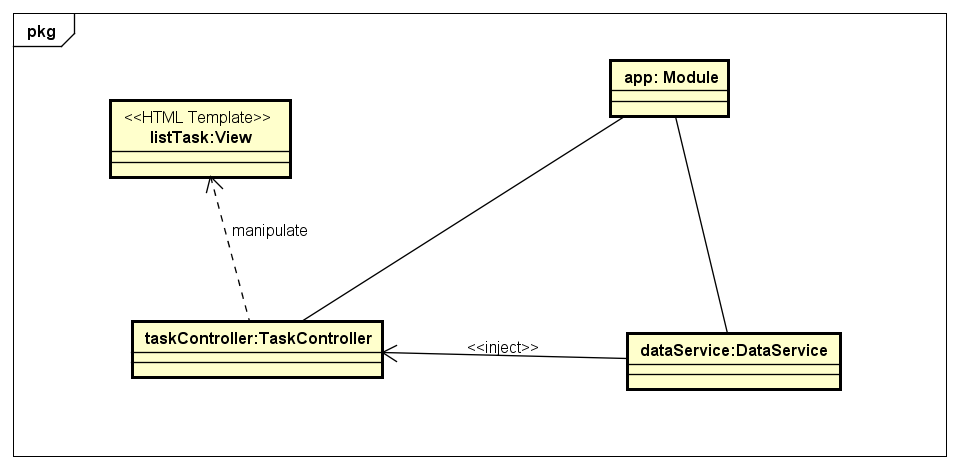 pkg
app: Module
<<HTML Template>>
listTask:View
manipulate
taskController:TaskController
<<inject>>
dataService:DataService